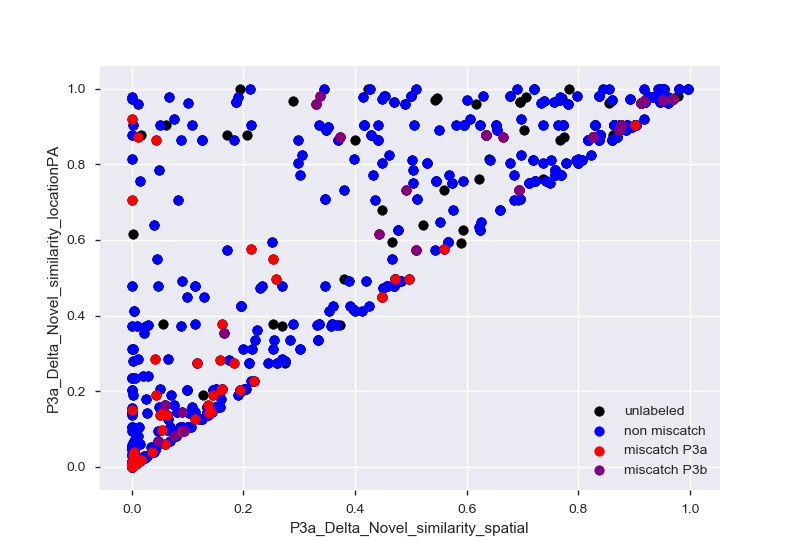 1.0
0.8
0.6
0.4
0.2
0.0
P3a_Delta_Novel_similarity_locationPA
unlabeled
non miscatch
miscatch P3a
miscatch P3b
0.0 0.2 0.4 0.6 0.8 1.0
P3a_Delta_Novel_similarity_spatial